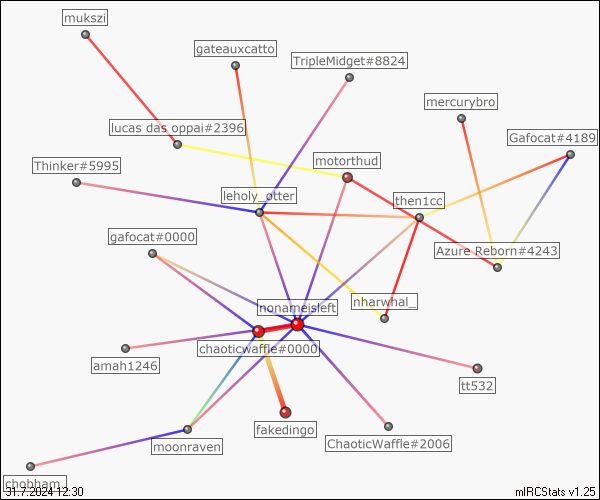 mukszi
gateauxcatto
TripleMidget#8824
mercurybro
lucas das oppai#2396
Gafocat#4189
Thinker#5995
motorthud
leholy_otter
then1cc
gafocat#0000
Azure Reborn#4243
nonameisleft
nharwhal_
chaoticwaffle#0000
amah1246
tt532
fakedingo
moonraven
ChaoticWaffle#2006
chobham_
31.7.2024 12:30
mIRCStats v1.25